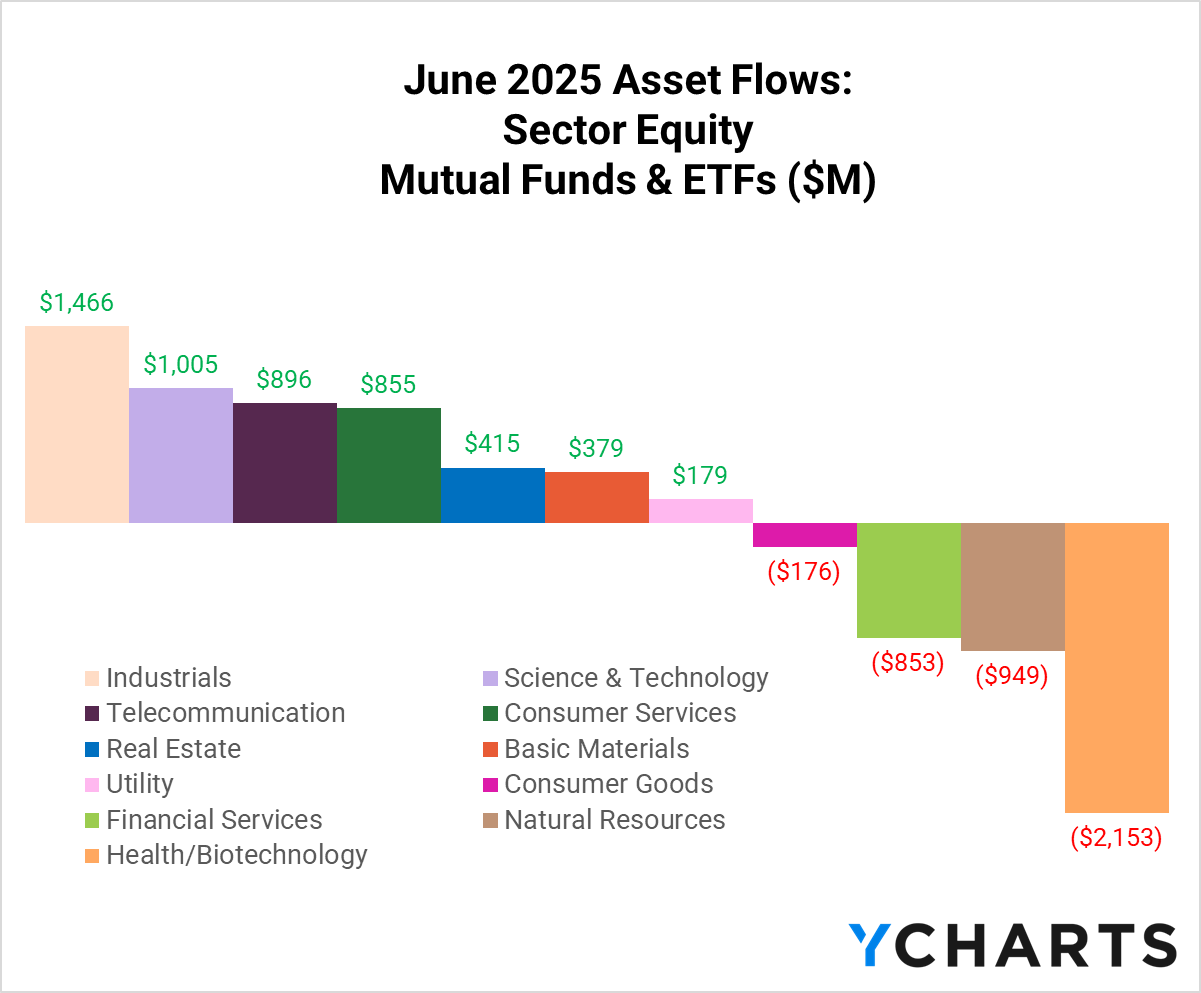 June 2025 Asset Flows:
Sector Equity
Mutual Funds & ETFs ($M)
$1,466
$1,005
$896
$855
$415
$379
$179
($176)
($853)
($949)
($2,153)
Industrials
Science & Technology
Telecommunication
Consumer Services
Real Estate
Basic Materials
Utility
Consumer Goods
Financial Services
Natural Resources
Health/Biotechnology
YCHARTS